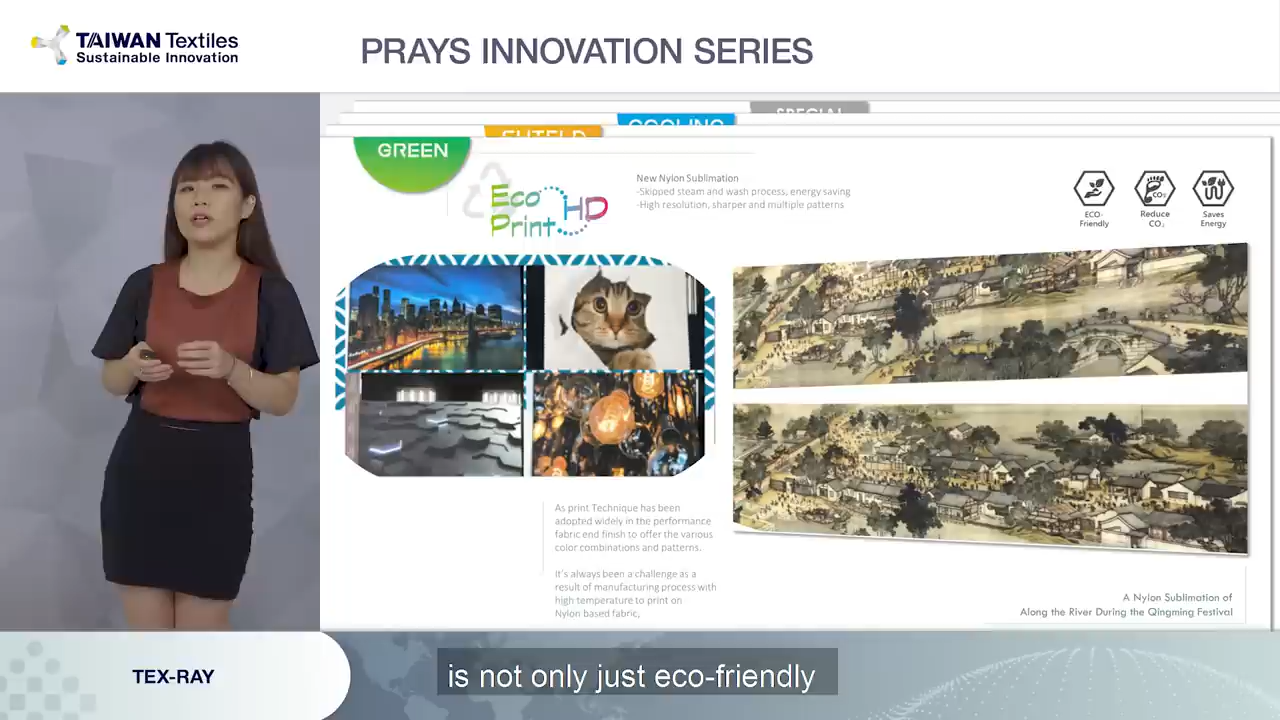 TAIWAN Textiles
Sustainable Innovation
PRAYS INNOVATION SERIES
SPECIAL
COOLING
SHIELD
GREEN
Eco
Print HD
New Nylon Sublimation
-Skipped steam and wash process, energy saving
-High resolution, sharper and multiple patterns
ECO-
Friendly
CO₂
Reduce
CO₂
Saves
Energy
As print Technique has been
adopted widely in the performance
fabric end finish to offer the various
color combinations and patterns.
It's always been a challenge as a
result of manufacturing process with
high temperature to print on
Nylon based fabric,
A Nylon Sublimation of
Along the River During the Qingming Festival
TEX-RAY
is not only just eco-friendly